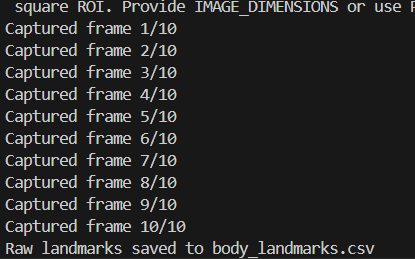 square ROI. Provide IMAGE_DIMENSIONS or use
Captured frame 1/10
Captured frame 2/10
Captured frame 3/10
Captured frame 4/10
Captured frame 5/10
Captured frame 6/10
Captured frame 7/10
Captured frame 8/10
Captured frame 9/10
Captured frame 10/10
Raw landmarks saved to body_landmarks.csv